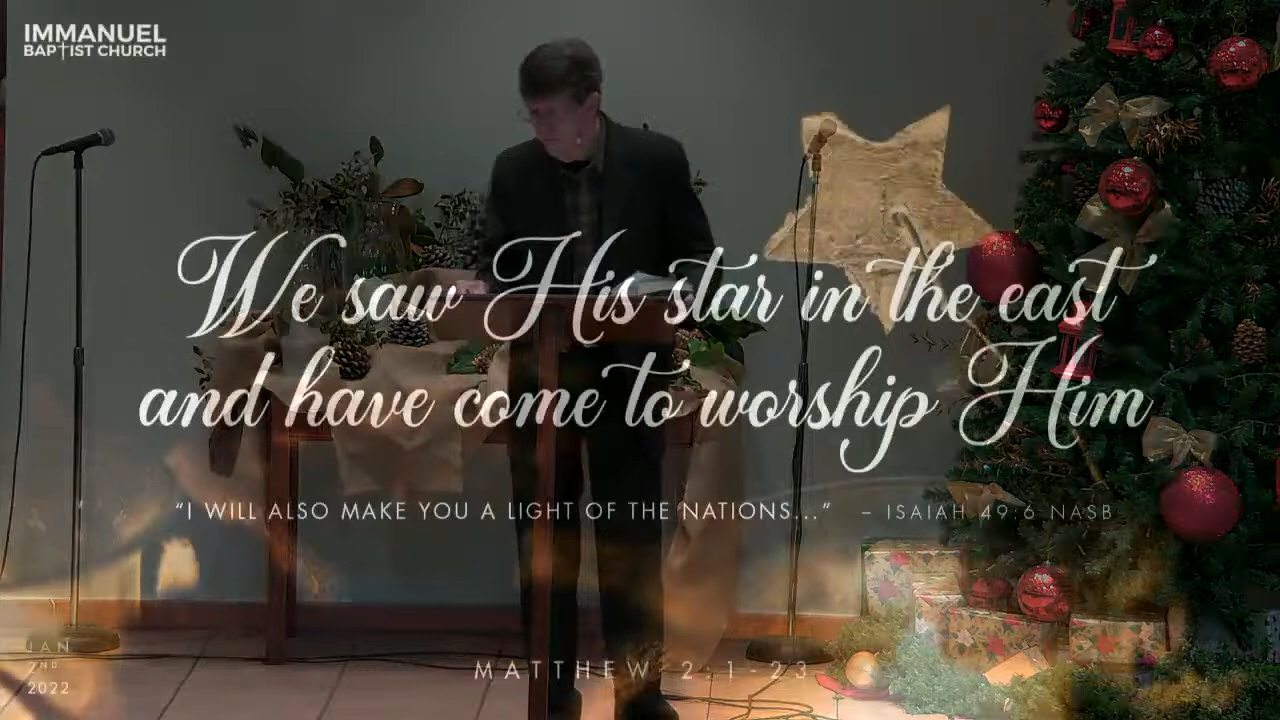 IMMANUEL
BAPTIST CHURCH
We saw His star in the east
and have come to worship Him
“I WILL ALSO MAKE YOU A LIGHT OF THE NATIONS...” – ISAIAH 49:6 NASB
JAN
2ND
2022
MATTHEW 2:1-23